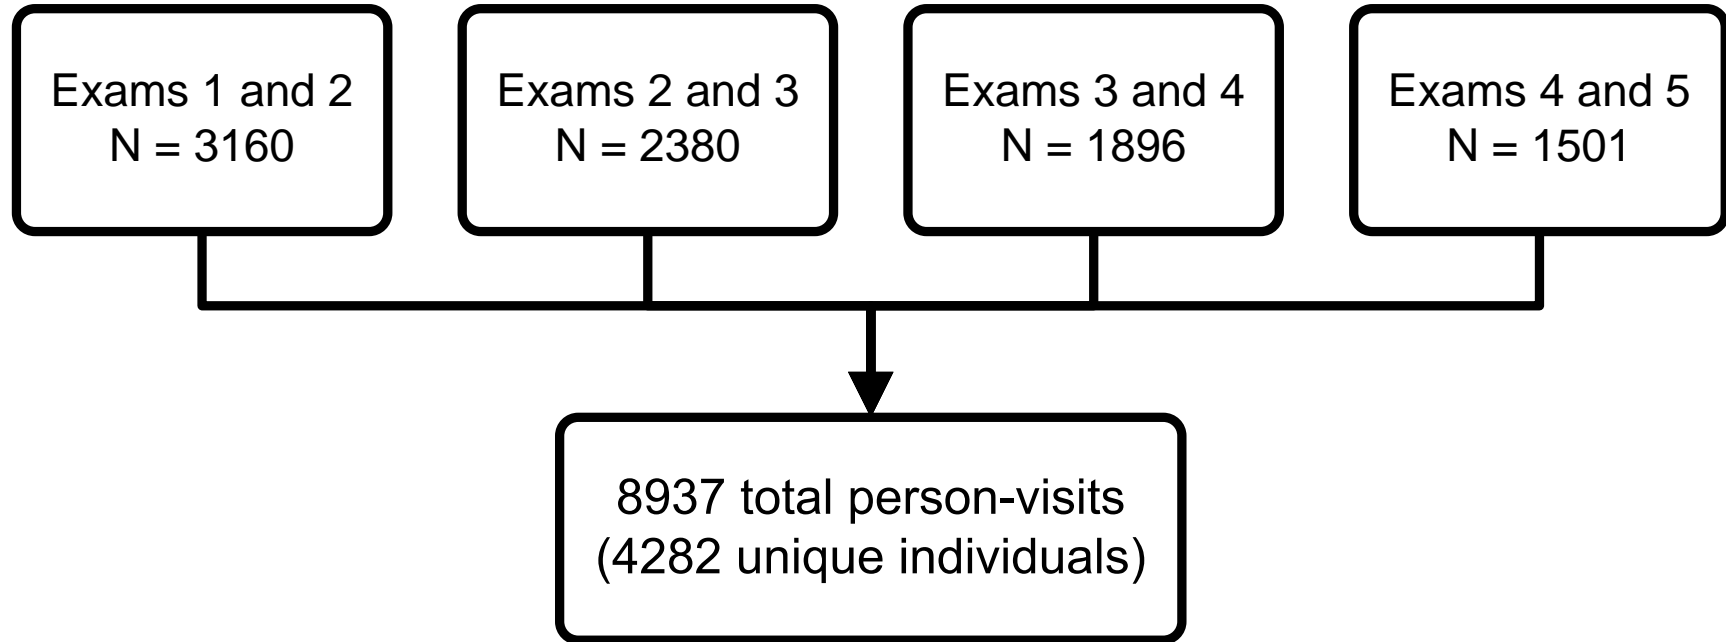 Exams 1 and 2
N = 3160
Exams 2 and 3
N = 2380
Exams 3 and 4
N = 1896
Exams 4 and 5
N = 1501
8937 total person-visits
(4282 unique individuals)